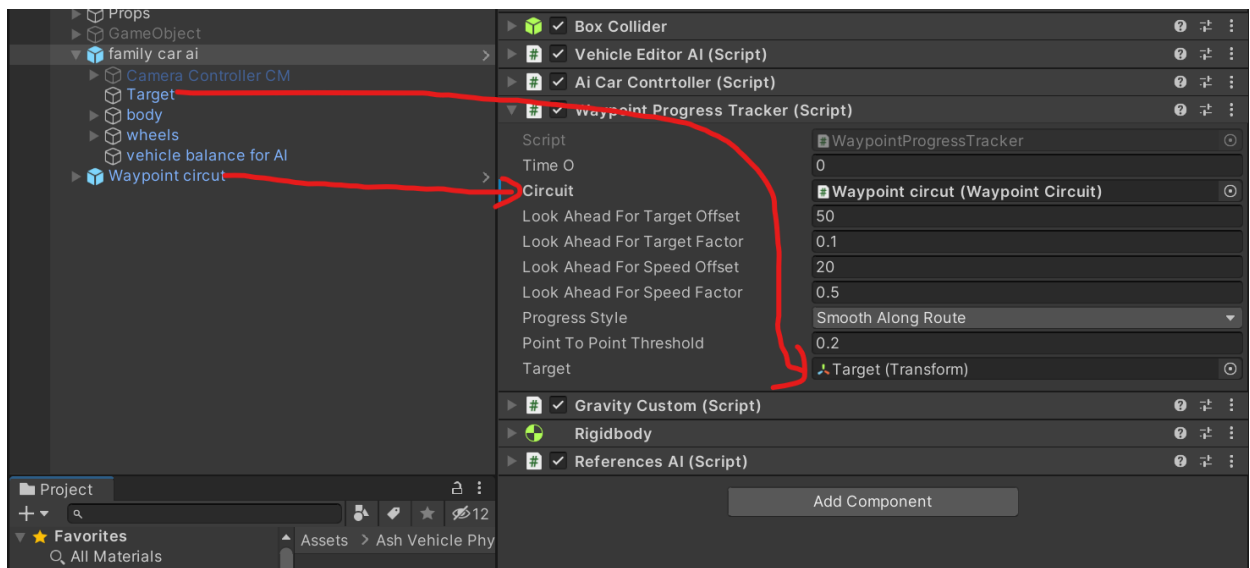 Props
GameObject
family car ai
Camera Controller CM
Target
body
wheels
vehicle balance for AI
Waypoint circut
Box Collider
Vehicle Editor AI (Script)
Ai Car Contrtoller (Script)
Waypoint Progress Tracker (Script)
Script WaypointProgressTracker
Time O 0
Circuit Waypoint circut (Waypoint Circuit)
Look Ahead For Target Offset 50
Look Ahead For Target Factor 0.1
Look Ahead For Speed Offset 20
Look Ahead For Speed Factor 0.5
Progress Style Smooth Along Route
Point To Point Threshold 0.2
Target Target (Transform)
Gravity Custom (Script)
Rigidbody
References AI (Script)
Add Component
Project
12
Favorites
All Materials
Assets > Ash Vehicle Phy